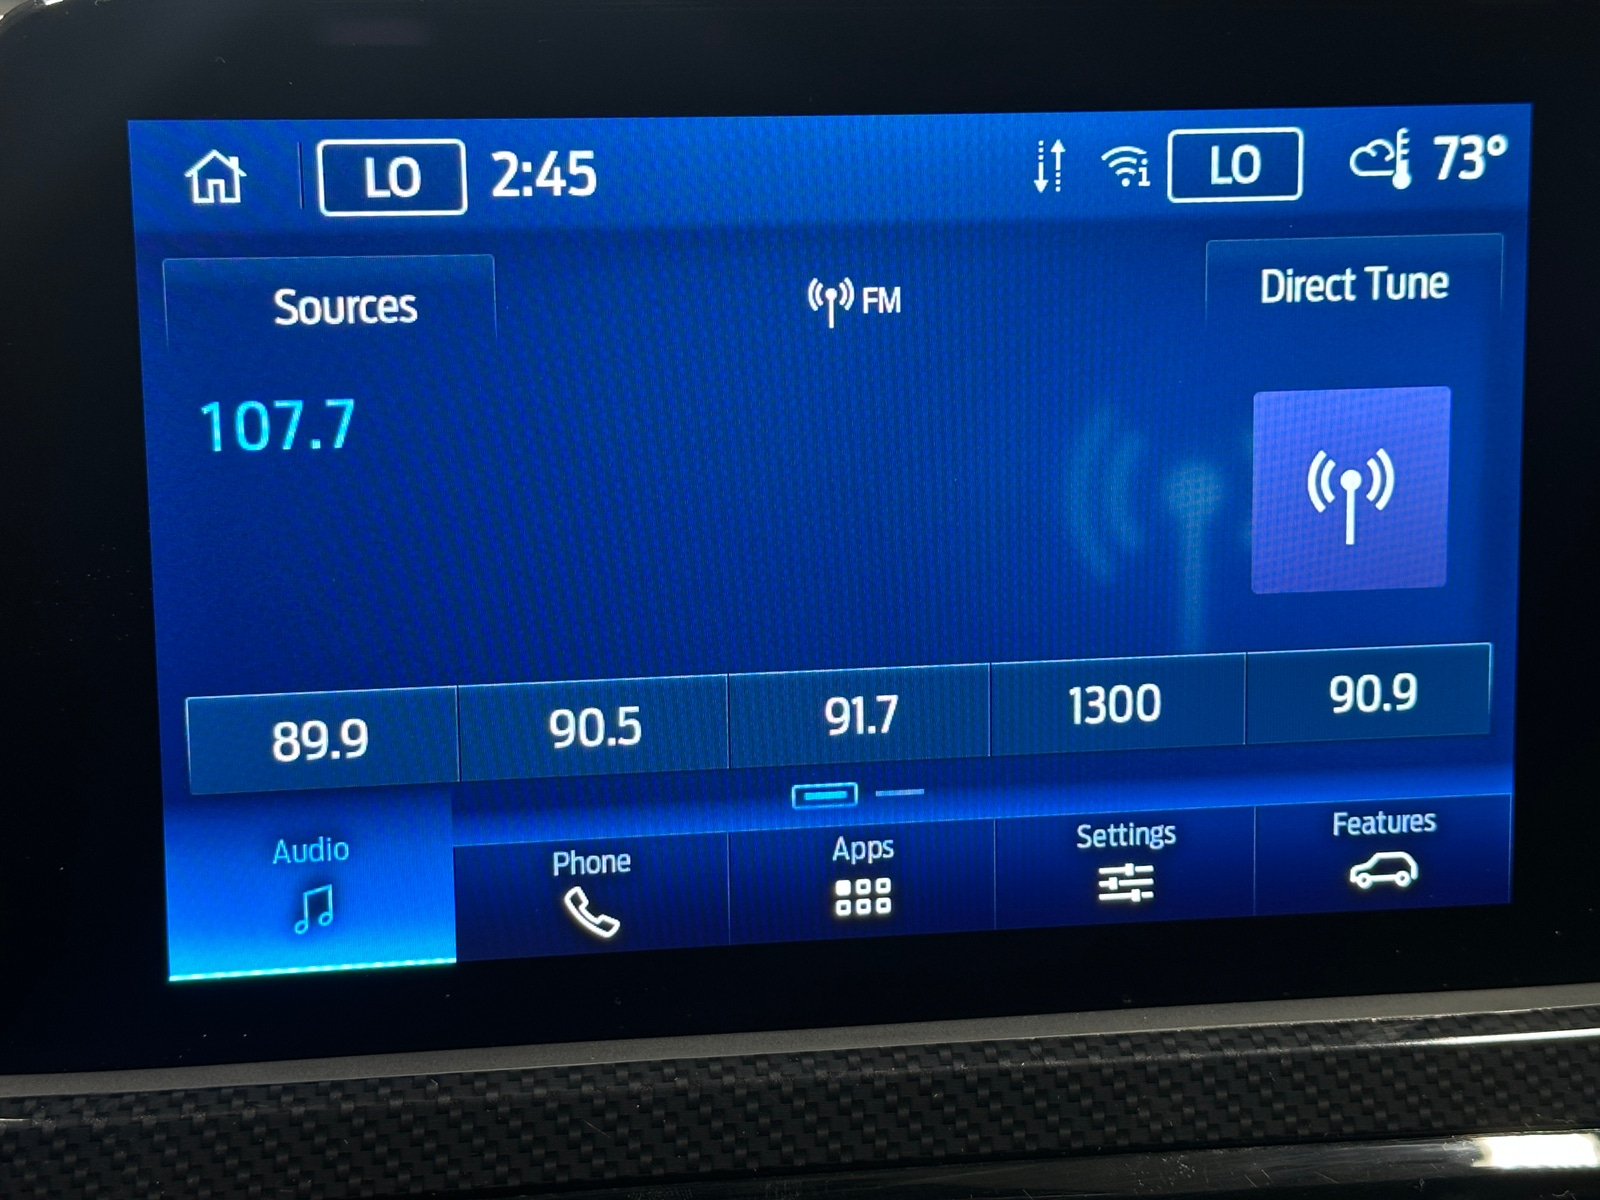 LO 2:45 LO 73°
Sources FM Direct Tune
107.7
89.9 90.5 91.7 1300 90.9
Audio Phone Apps Settings Features